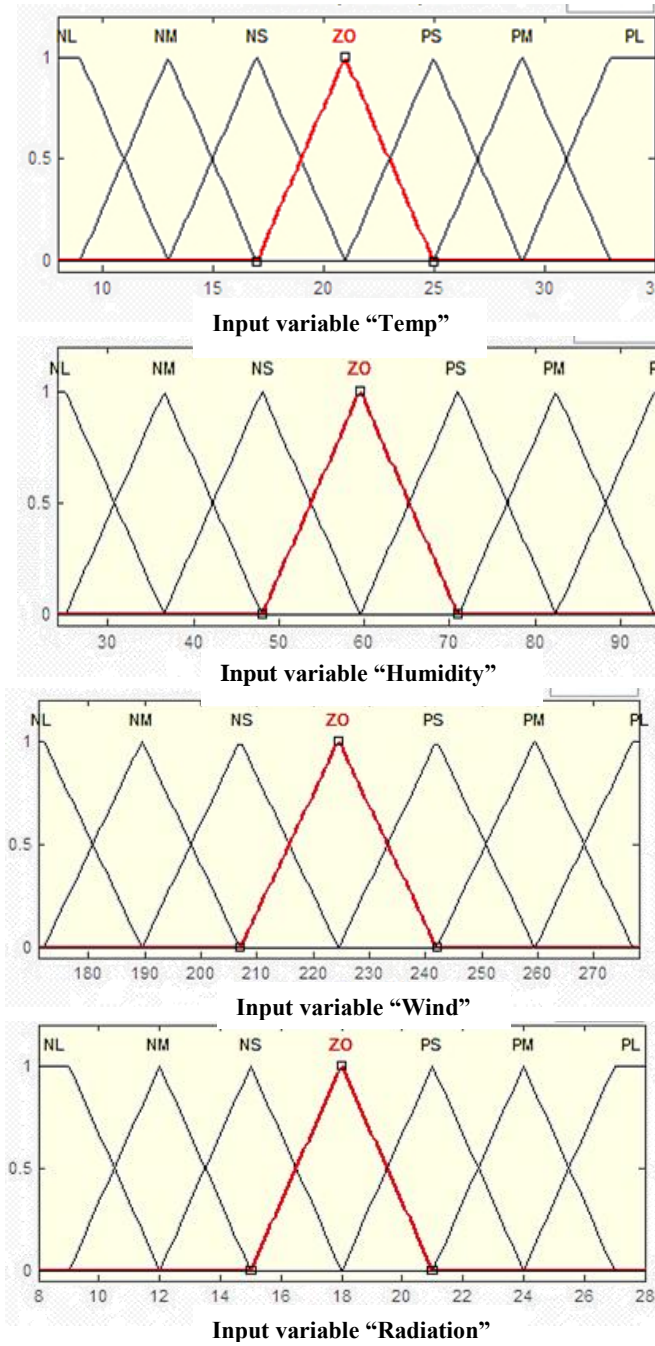 NL NM NS ZO PS PM PL
1
0.5
0
10 15 20 25 30 3
Input variable “Temp”
NL NM NS ZO PS PM P
1
0.5
0
30 40 50 60 70 80 90
Input variable “Humidity”
NL NM NS ZO PS PM PL
1
0.5
0
180 190 200 210 220 230 240 250 260 270
Input variable “Wind”
NL NM NS ZO PS PM PL
1
0.5
0
8 10 12 14 16 18 20 22 24 26 28
Input variable “Radiation”